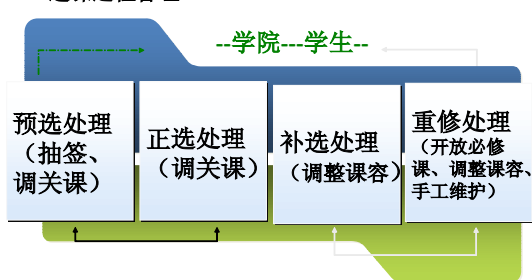 --学院---学生--
预选处理
（抽签、
调关课）
正选处理
（调关课）
补选处理
（调整课容）
重修处理
（开放必修
课、调整课容、
手工维护）